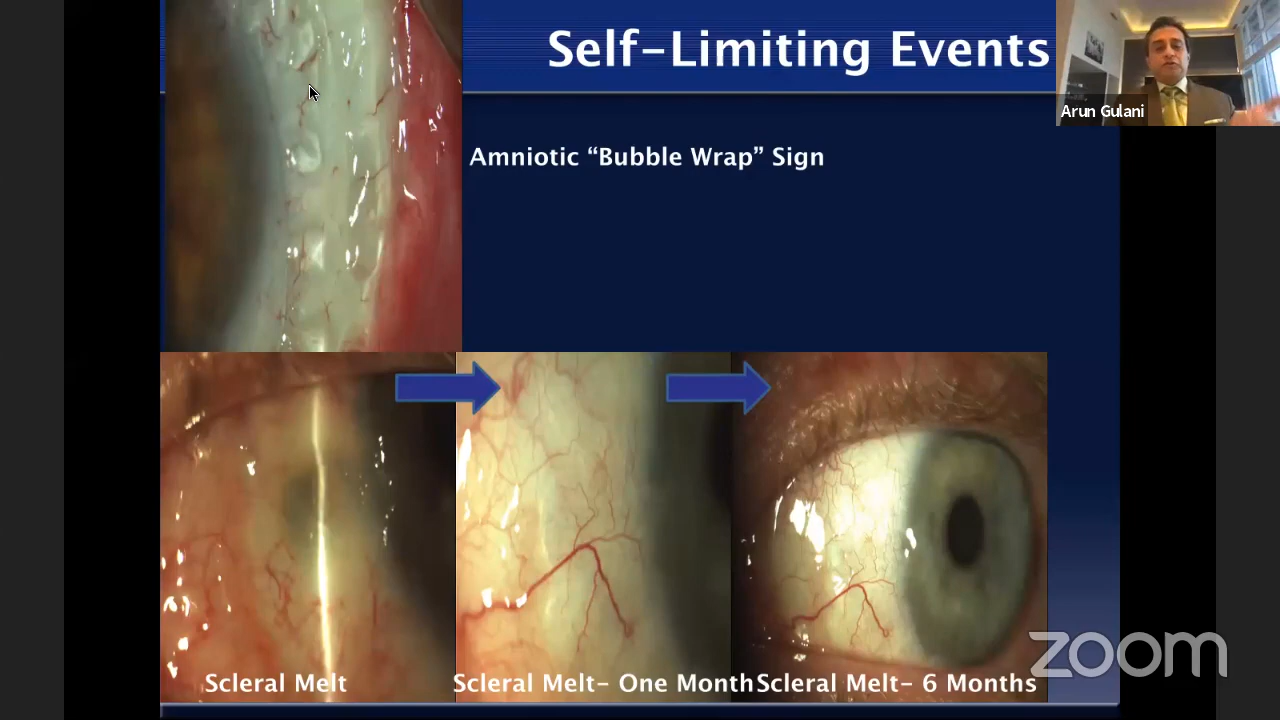 Self-Limiting Events
Arun Gulani
Amniotic “Bubble Wrap” Sign
Scleral Melt
Scleral Melt- One Month
Scleral Melt- 6 Months
zoom